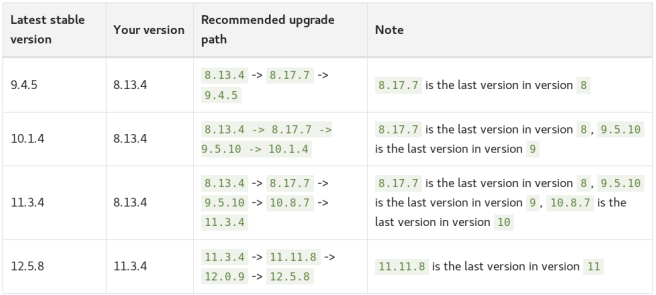 Latest stable version
Your version
Recommended upgrade path
Note
9.4.5
8.13.4
8.13.4 -> 8.17.7 ->
9.4.5
8.17.7 is the last version in version 8
10.1.4
8.13.4
8.13.4 -> 8.17.7 ->
9.5.10 -> 10.1.4
8.17.7 is the last version in version 8, 9.5.10
is the last version in version 9
11.3.4
8.13.4
8.13.4 -> 8.17.7 ->
9.5.10 -> 10.8.7 ->
11.3.4
8.17.7 is the last version in version 8, 9.5.10
is the last version in version 9, 10.8.7 is the
last version in version 10
12.5.8
11.3.4
11.3.4 -> 11.11.8 ->
12.0.9 -> 12.5.8
11.11.8 is the last version in version 11